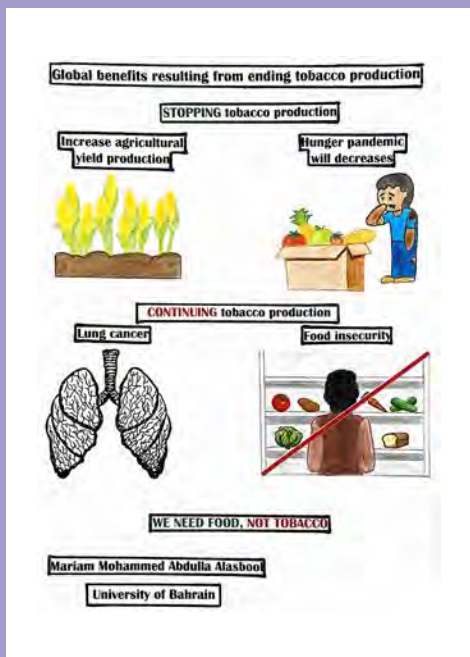 Global benefits resulting from ending tobacco production
STOPPING tobacco production
Increase agricultural
yield production
Hunger pandemic
will decreases
CONTINUING tobacco production
Lung cancer
Food insecurity
WE NEED FOOD, NOT TOBACCO
Mariam Mohammed Abdulla Alasbool
University of Bahrain